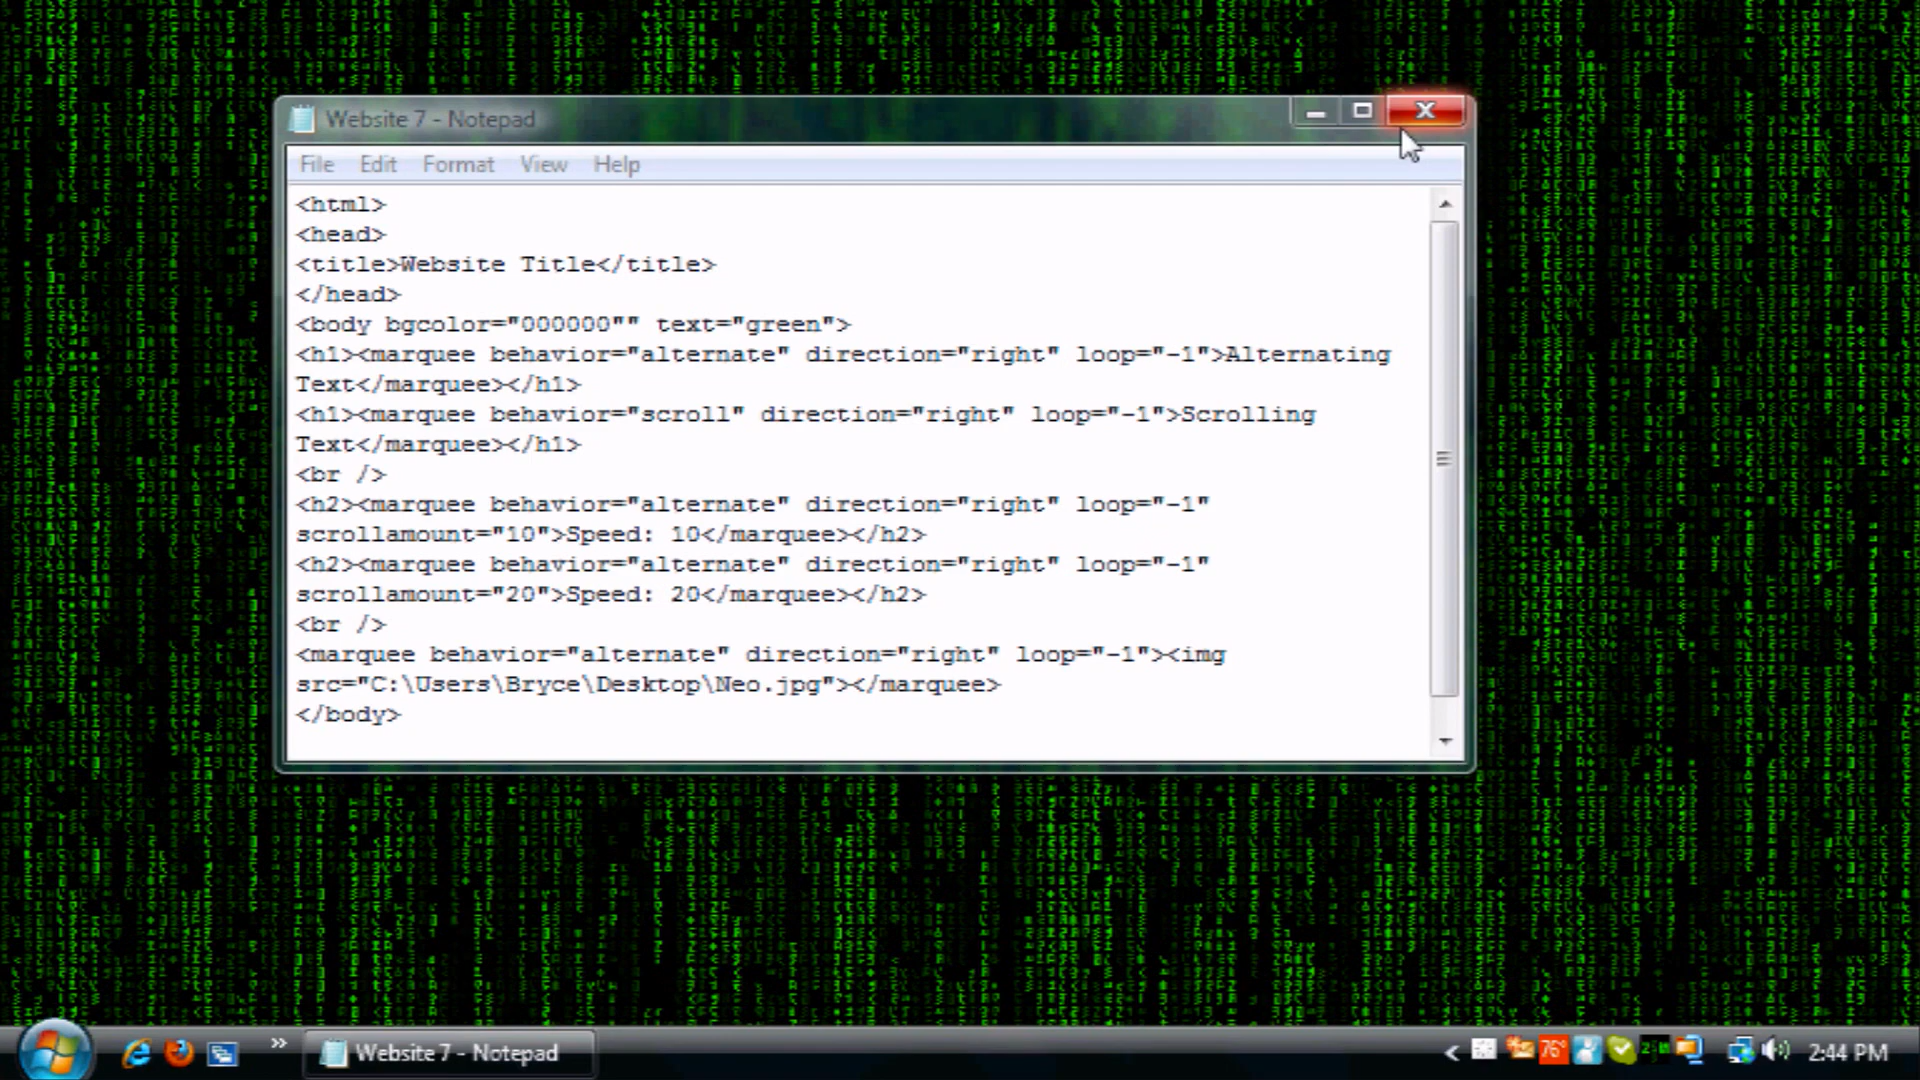 Website 7 - Notepad
File Edit Format View Help
<html>
<head>
<title>Website Title</title>
</head>
<body bgcolor="000000"" text="green">
<h1><marquee behavior="alternate" direction="right" loop="-1">Alternating
Text</marquee></h1>
<h1><marquee behavior="scroll" direction="right" loop="-1">Scrolling
Text</marquee></h1>
<br />
<h2><marquee behavior="alternate" direction="right" loop="-1"
scrollamount="10">Speed: 10</marquee></h2>
<h2><marquee behavior="alternate" direction="right" loop="-1"
scrollamount="20">Speed: 20</marquee></h2>
<br />
<marquee behavior="alternate" direction="right" loop="-1"><img
src="C:\Users\Bryce\Desktop\Neo.jpg"></marquee>
</body>
Website 7 - Notepad
76°
2:44 PM